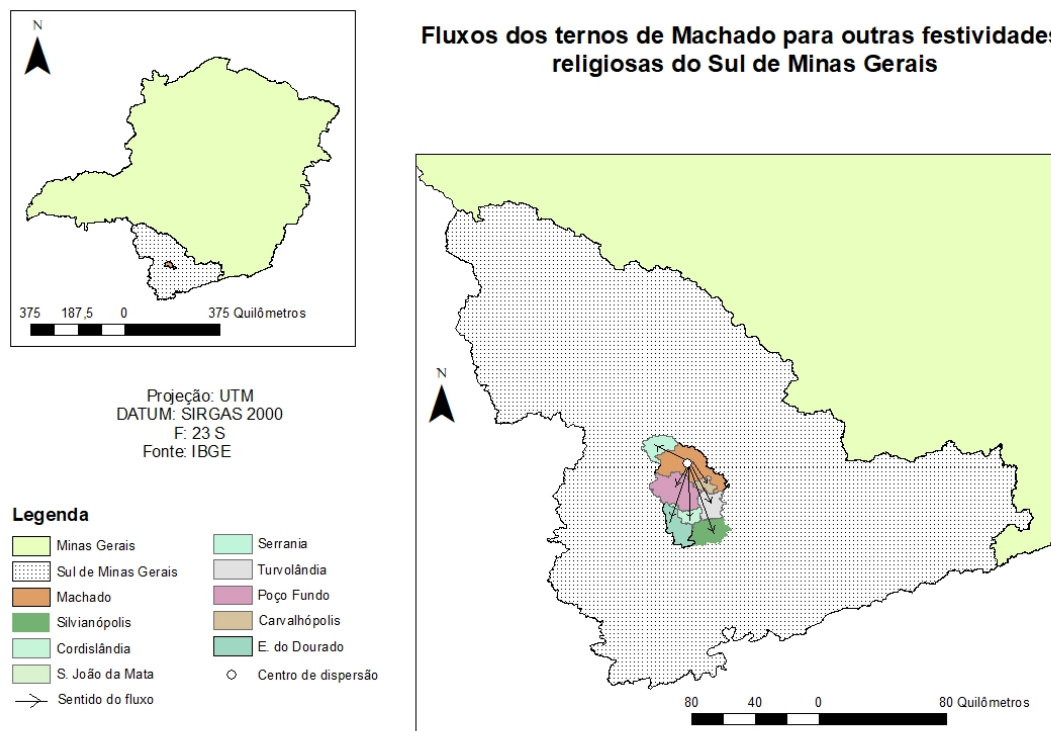 Fluxos dos ternos de Machado para outras festividades
religiosas do Sul de Minas Gerais
N
375 187,5 0 375 Quilômetros
Projeção: UTM
DATUM: SIRGAS 2000
F: 23 S
Fonte: IBGE
N
Legenda
Minas Gerais
Sul de Minas Gerais
Machado
Silvianópolis
Cordislândia
S. João da Mata
Sentido do fluxo
Serrania
Turvolândia
Poço Fundo
Carvalhópolis
E. do Dourado
Centro de dispersão
80 40 0 80 Quilômetros